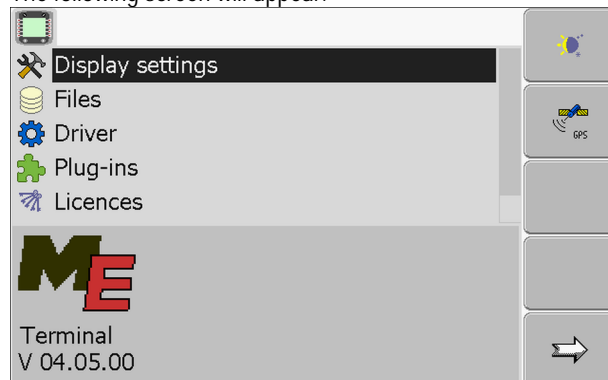 The following screen will appear:
Display settings
Files
Driver
Plug-ins
Licences
GPS
ME
Terminal
V 04.05.00